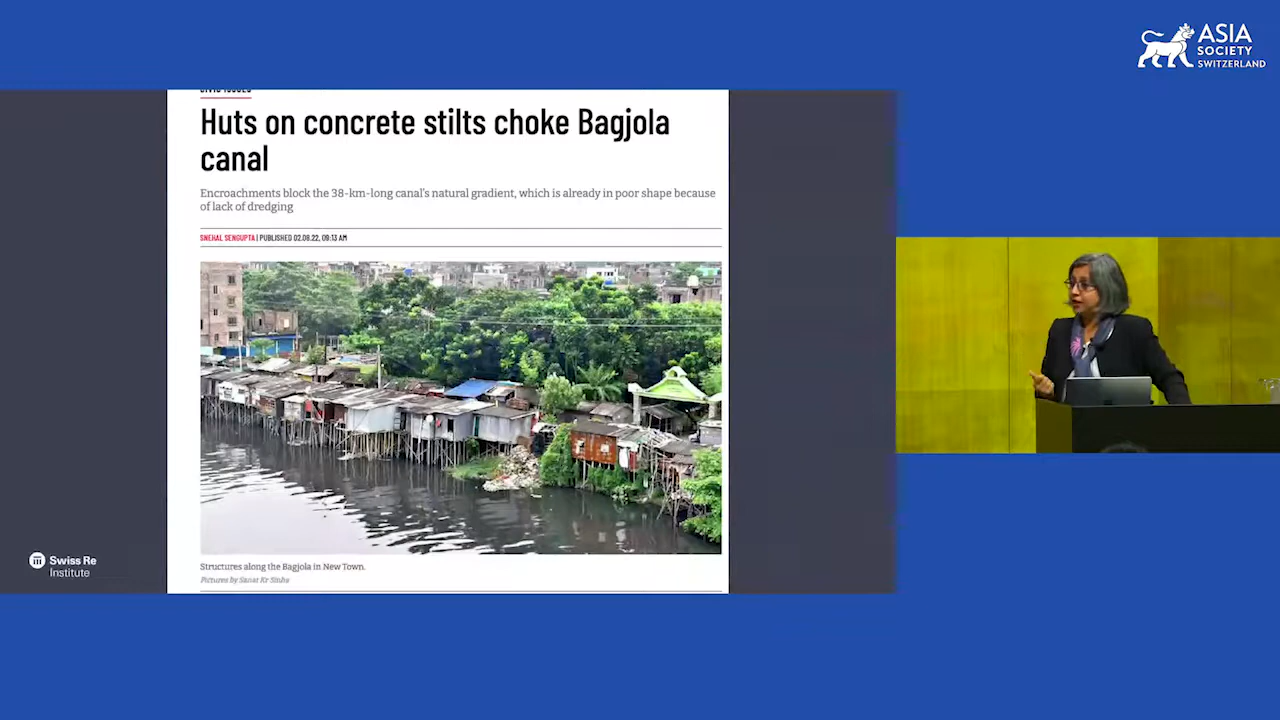 ASIA
SOCIETY
SWITZERLAND
CIVIC ISSUES
Huts on concrete stilts choke Bagjola
canal
Encroachments block the 38-km-long canal's natural gradient, which is already in poor shape because
of lack of dredging
SNEHAL SENGUPTA | PUBLISHED 02.08.22, 09:13 AM
Structures along the Bagjola in New Town.
Pictures by Sanat Kr Sinha
Swiss Re
Institute